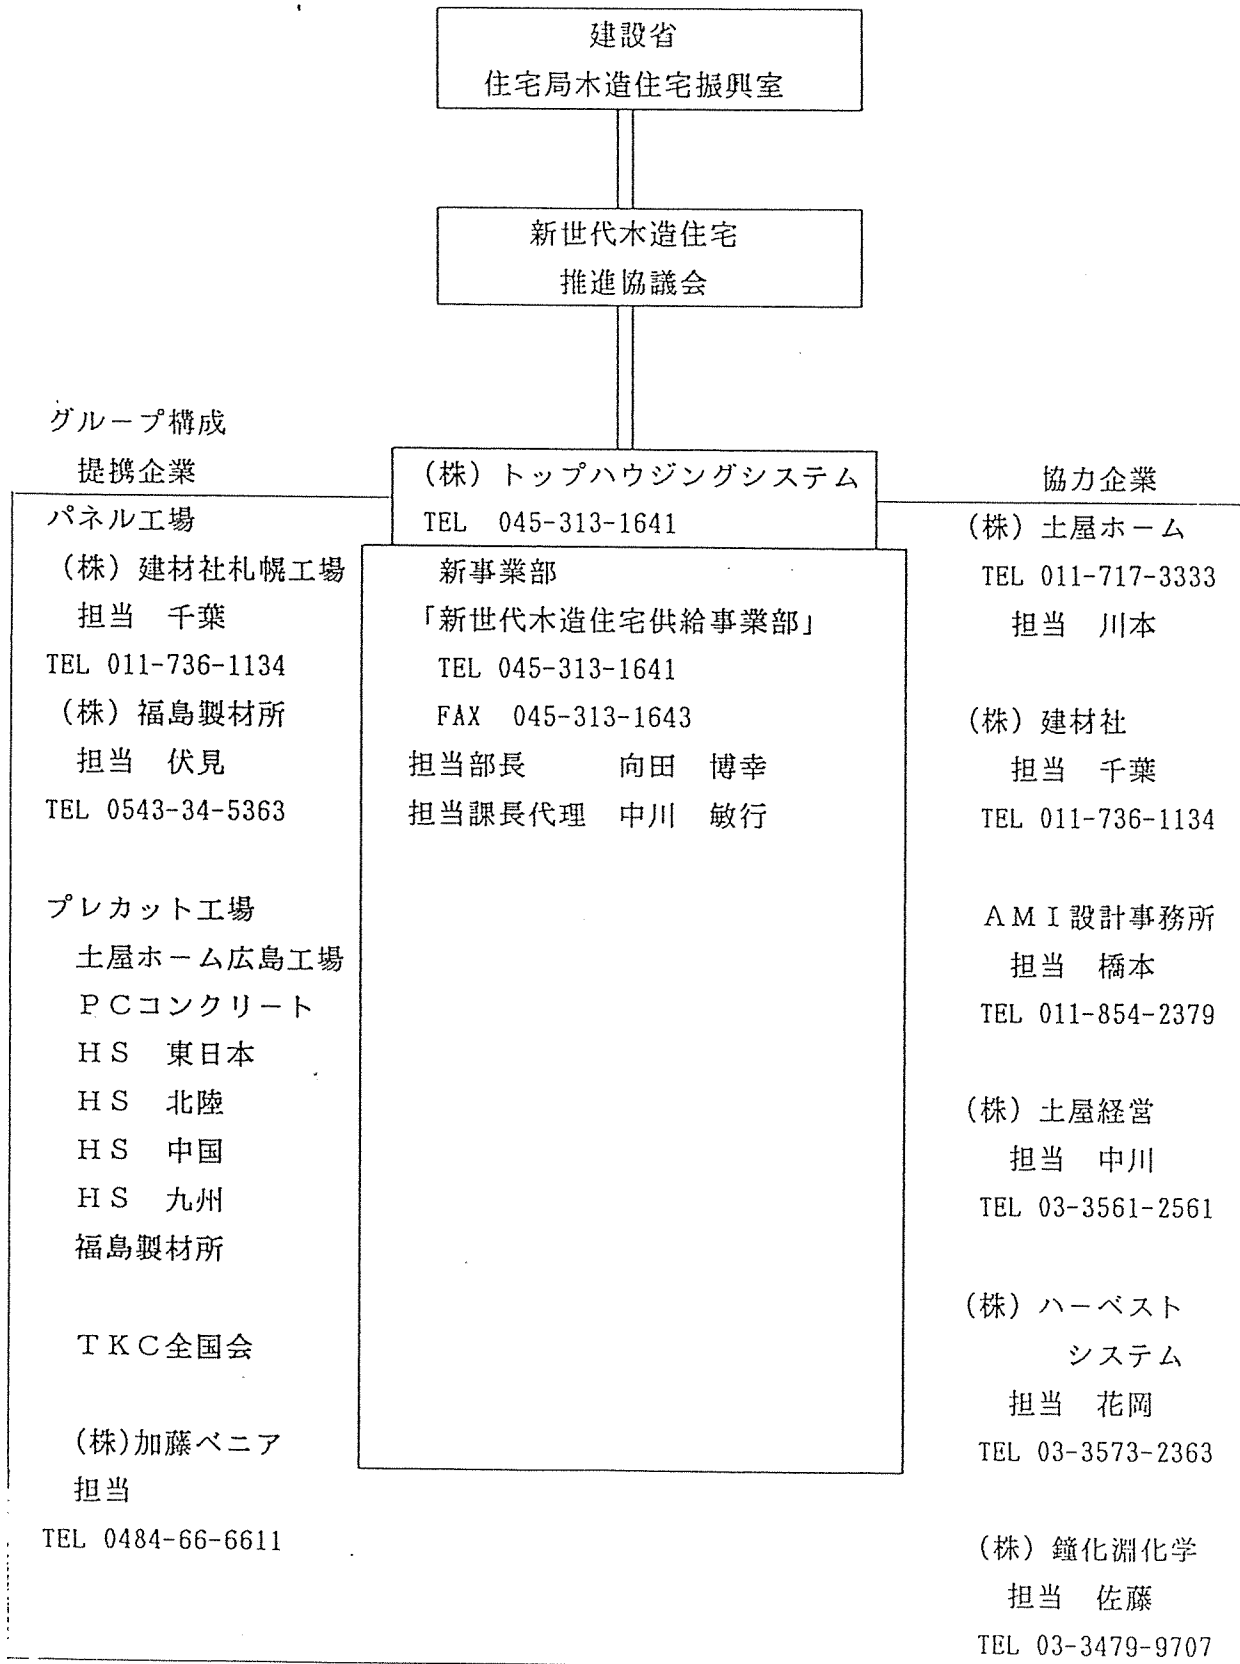 建設省
住宅局木造住宅振興室
新世代木造住宅
推進協議会
グループ構成
提携企業
パネル工場
(株)建材社札幌工場
担当 千葉
TEL 011-736-1134
(株)福島製材所
担当 伏見
TEL 0543-34-5363
プレカット工場
土屋ホーム広島工場
PCコンクリート
HS 東日本
HS 北陸
HS 中国
HS 九州
福島製材所
TKC全国会
(株)加藤ベニア
担当
TEL 0484-66-6611
(株)トップハウジングシステム
TEL 045-313-1641
新事業部
「新世代木造住宅供給事業部」
TEL 045-313-1641
FAX 045-313-1643
担当部長 向田 博幸
担当課長代理 中川 敏行
協力企業
(株)土屋ホーム
TEL 011-717-3333
担当 川本
(株)建材社
担当 千葉
TEL 011-736-1134
AMI設計事務所
担当 橋本
TEL 011-854-2379
(株)土屋経営
担当 中川
TEL 03-3561-2561
(株)ハーベスト
システム
担当 花岡
TEL 03-3573-2363
(株)鐘化淵化学
担当 佐藤
TEL 03-3479-9707